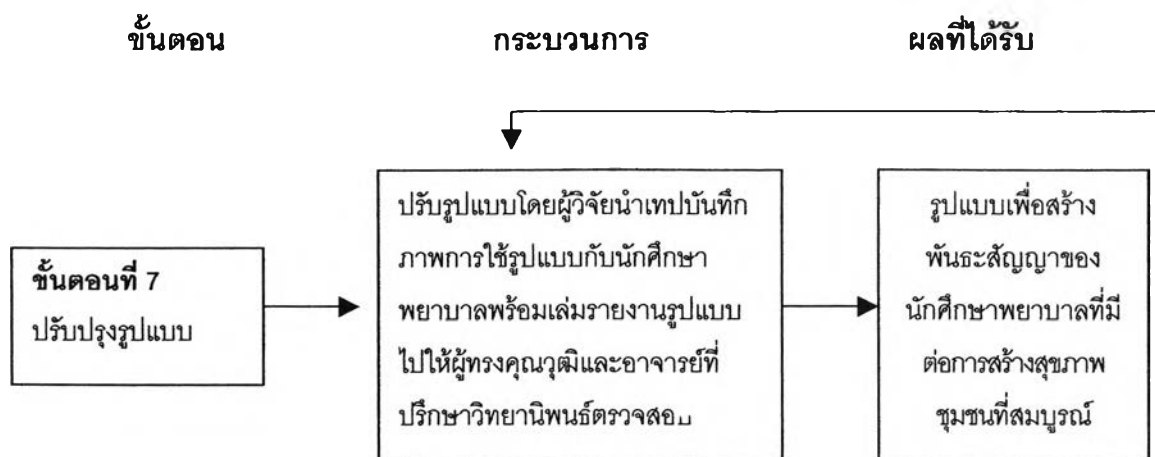 ขั้นตอน
กระบวนการ
ผลที่ได้รับ
ขั้นตอนที่ 7
ปรับปรุงรูปแบบ
ปรับรูปแบบโดยผู้วิจัยนำเทปบันทึก
ภาพการใช้รูปแบบกับนักศึกษา
พยาบาลพร้อมเล่มรายงานรูปแบบ
ไปให้ผู้ทรงคุณวุฒิและอาจารย์ที่
ปรึกษาวิทยานิพนธ์ตรวจสอบ
รูปแบบเพื่อสร้าง
พันธะสัญญาของ
นักศึกษาพยาบาลที่มี
ต่อการสร้างสุขภาพ
ชุมชนที่สมบูรณ์